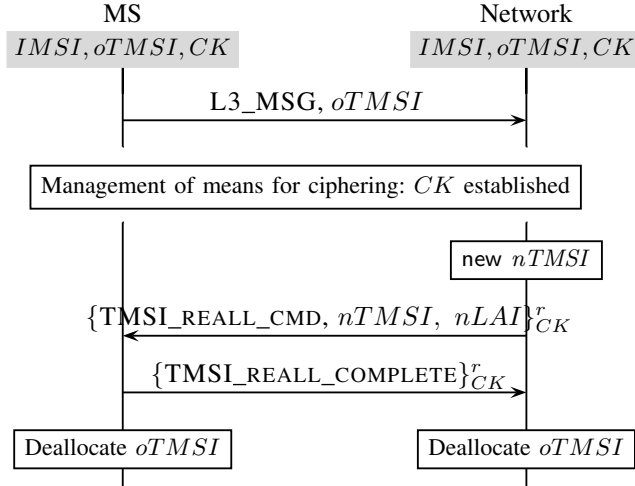 MS Network
IMSI, oTMSI, CK IMSI, oTMSI, CK
L3_MSG, oTMSI
Management of means for ciphering: CK established
new nTMSI
{TMSI_REALL_CMD, nTMSI, nLAI}^r_CK
{TMSI_REALL_COMPLETE}^r_CK
Deallocate oTMSI Deallocate oTMSI